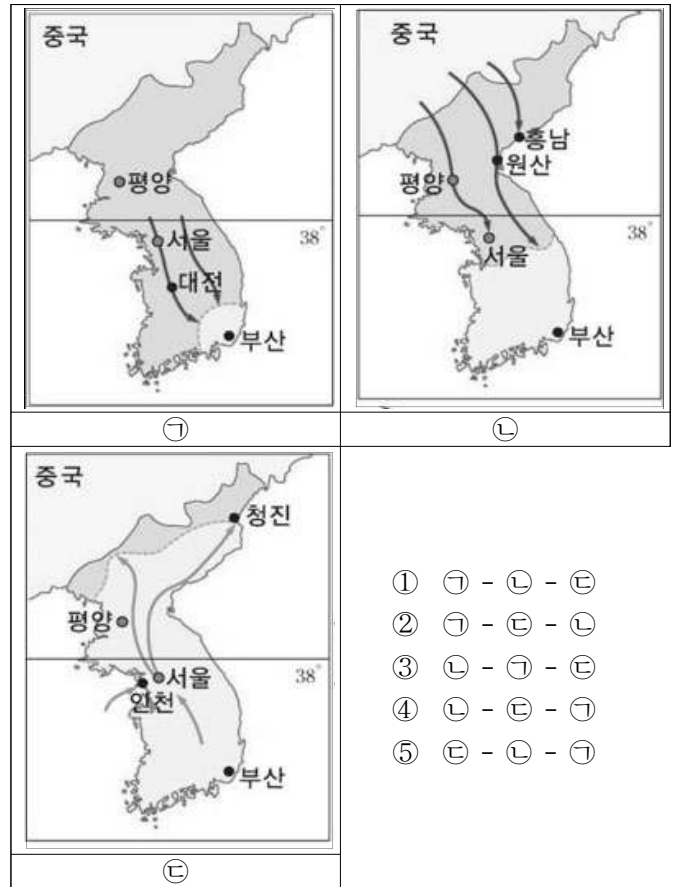 중국
평양
38°
서울
대전
부산
㉠
중국
흥남
원산
평양
38°
서울
부산
㉡
중국
청진
평양
38°
서울
인천
부산
㉢
① ㉠ - ㉡ - ㉢
② ㉠ - ㉢ - ㉡
③ ㉡ - ㉠ - ㉢
④ ㉡ - ㉢ - ㉠
⑤ ㉢ - ㉡ - ㉠